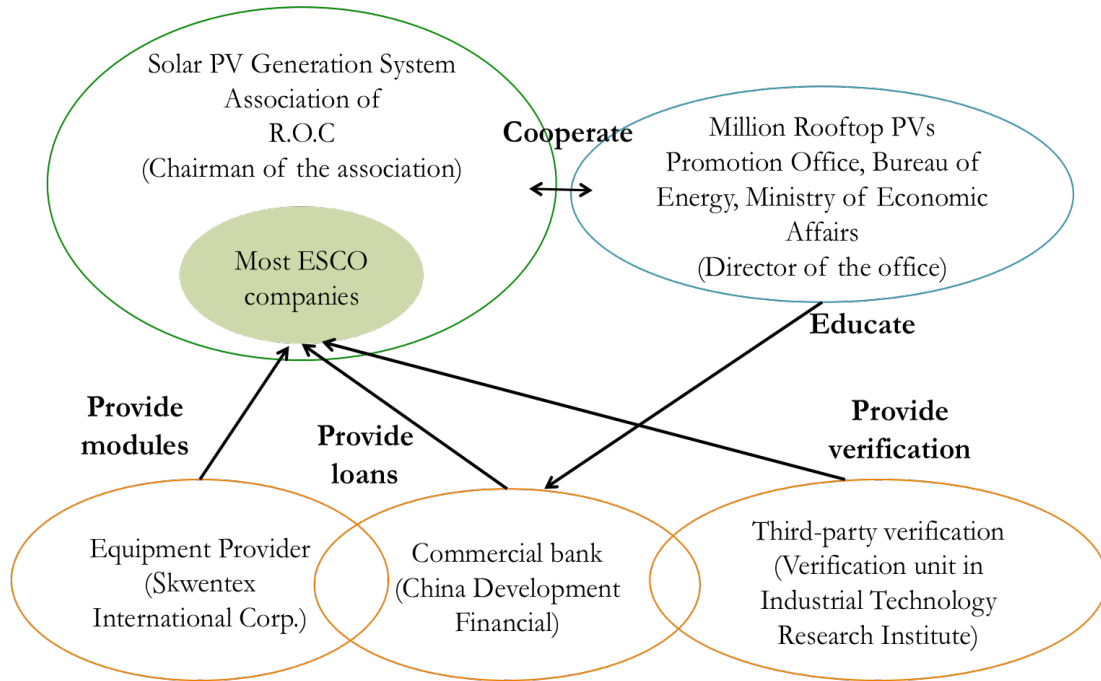 Solar PV Generation System
Association of
R.O.C
(Chairman of the association)
Most ESCO
companies
Cooperate
Million Rooftop PVs
Promotion Office, Bureau of
Energy, Ministry of Economic
Affairs
(Director of the office)
Educate
Provide
modules
Provide
loans
Provide
verification
Equipment Provider
(Skwentex
International Corp.)
Commercial bank
(China Development
Financial)
Third-party verification
(Verification unit in
Industrial Technology
Research Institute)